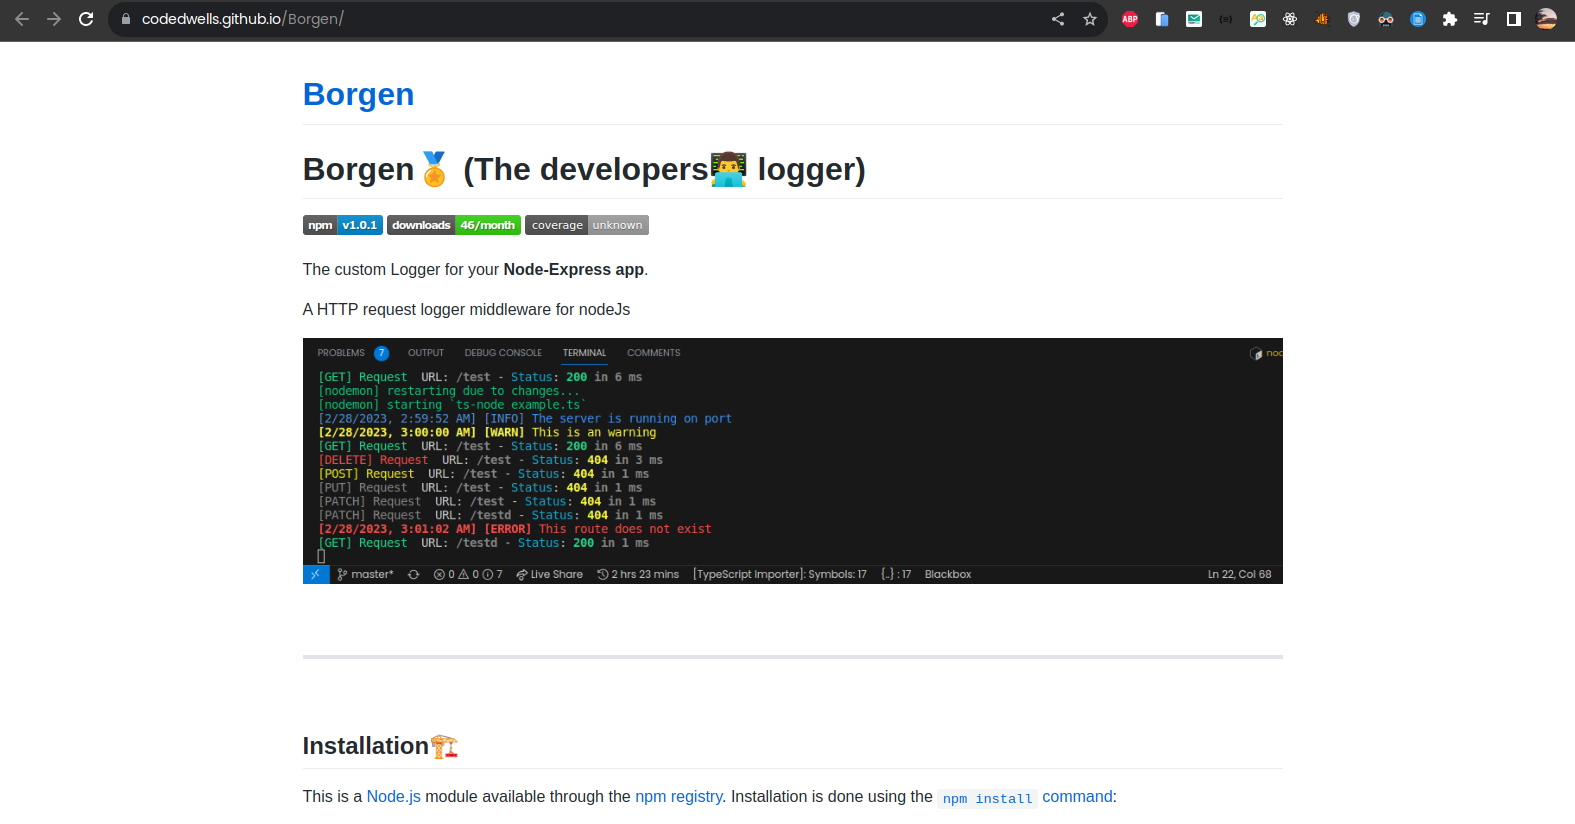 codedwells.github.io/Borgen/
ABP
Borgen
Borgen🏅 (The developers👨‍💻 logger)
npm v1.0.1 downloads 46/month coverage unknown
The custom Logger for your Node-Express app.
A HTTP request logger middleware for nodeJs
PROBLEMS 7 OUTPUT DEBUG CONSOLE TERMINAL COMMENTS
[GET] Request URL: /test - Status: 200 in 6 ms
[nodemon] restarting due to changes...
[nodemon] starting `ts-node example.ts`
[2/28/2023, 2:59:52 AM] [INFO] The server is running on port
[2/28/2023, 3:00:00 AM] [WARN] This is an warning
[GET] Request URL: /test - Status: 200 in 6 ms
[DELETE] Request URL: /test - Status: 404 in 3 ms
[POST] Request URL: /test - Status: 404 in 1 ms
[PUT] Request URL: /test - Status: 404 in 1 ms
[PATCH] Request URL: /test - Status: 404 in 1 ms
[PATCH] Request URL: /testd - Status: 404 in 1 ms
[2/28/2023, 3:01:02 AM] [ERROR] This route does not exist
[GET] Request URL: /testd - Status: 200 in 1 ms
master* 0 0 7 Live Share 2 hrs 23 mins [TypeScript Importer]: Symbols: 17 {..} : 17 Blackbox Ln 22, Col 68
Installation🏗️
This is a Node.js module available through the npm registry. Installation is done using the npm install command: